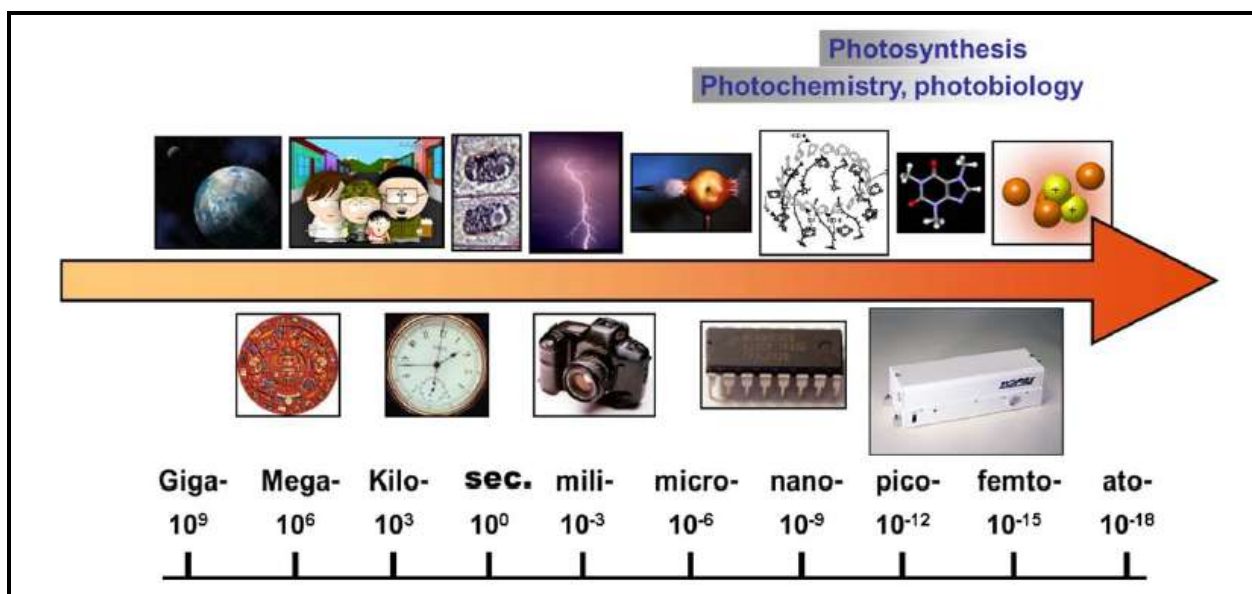 Photosynthesis
Photochemistry, photobiology
Giga- Mega- Kilo- sec. mili- micro- nano- pico- femto- ato-
10⁹ 10⁶ 10³ 10⁰ 10⁻³ 10⁻⁶ 10⁻⁹ 10⁻¹² 10⁻¹⁵ 10⁻¹⁸